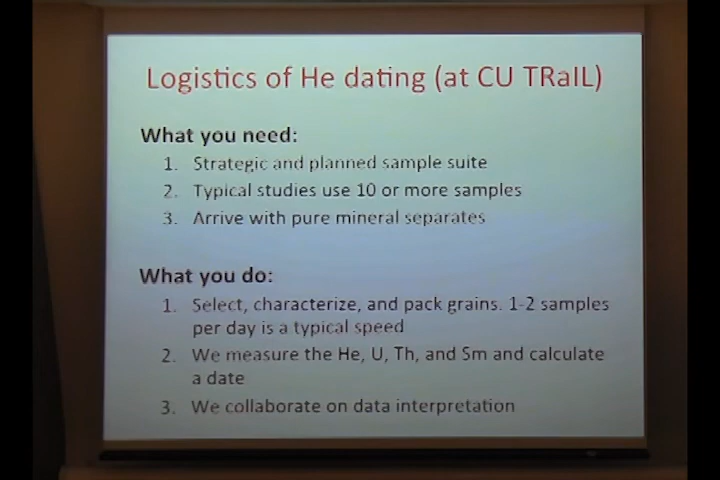 Logistics of He dating (at CU TRaIL)
What you need:
1. Strategic and planned sample suite
2. Typical studies use 10 or more samples
3. Arrive with pure mineral separates
What you do:
1. Select, characterize, and pack grains. 1-2 samples
per day is a typical speed
2. We measure the He, U, Th, and Sm and calculate
a date
3. We collaborate on data interpretation